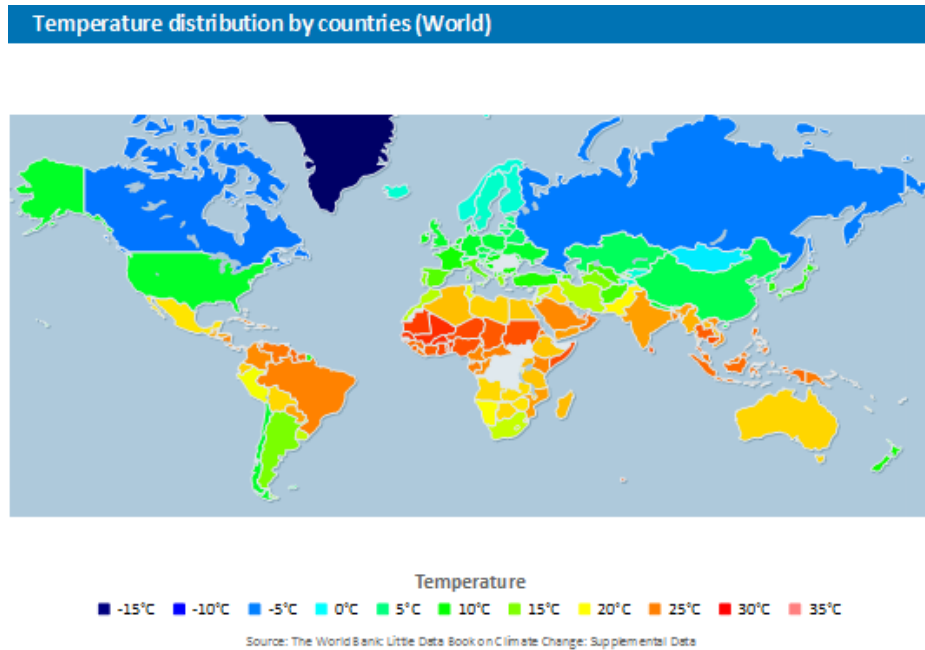 Temperature distribution by countries (World)
Temperature
-15°C -10°C -5°C 0°C 5°C 10°C 15°C 20°C 25°C 30°C 35°C
Source: The World Bank: Little Data Book on Climate Change: Supplemental Data